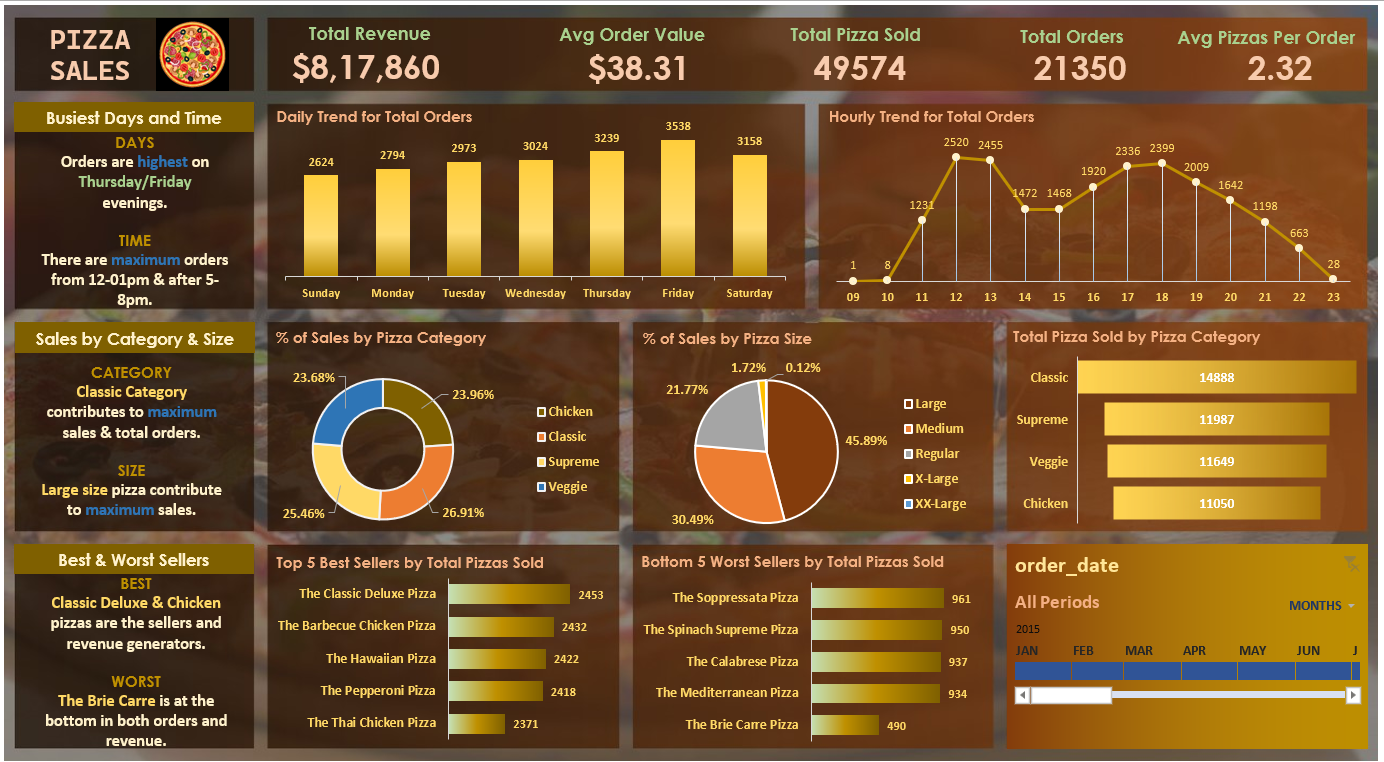 PIZZA
SALES
Total Revenue
$8,17,860
Avg Order Value
$38.31
Total Pizza Sold
49574
Total Orders
21350
Avg Pizzas Per Order
2.32
Busiest Days and Time
DAYS
Orders are highest on
Thursday/Friday
evenings.
TIME
There are maximum orders
from 12-01pm & after 5-
8pm.
Daily Trend for Total Orders
2624
2794
2973
3024
3239
3538
3158
Sunday
Monday
Tuesday
Wednesday
Thursday
Friday
Saturday
Hourly Trend for Total Orders
1
8
1231
2520
2455
1472
1468
1920
2336
2399
2009
1642
1198
663
28
09
10
11
12
13
14
15
16
17
18
19
20
21
22
23
Sales by Category & Size
CATEGORY
Classic Category
contributes to maximum
sales & total orders.
SIZE
Large size pizza contribute
to maximum sales.
% of Sales by Pizza Category
23.68%
23.96%
25.46%
26.91%
Chicken
Classic
Supreme
Veggie
% of Sales by Pizza Size
1.72%
0.12%
21.77%
45.89%
30.49%
Large
Medium
Regular
X-Large
XX-Large
Total Pizza Sold by Pizza Category
Classic
14888
Supreme
11987
Veggie
11649
Chicken
11050
Best & Worst Sellers
BEST
Classic Deluxe & Chicken
pizzas are the sellers and
revenue generators.
WORST
The Brie Carre is at the
bottom in both orders and
revenue.
Top 5 Best Sellers by Total Pizzas Sold
The Classic Deluxe Pizza
2453
The Barbecue Chicken Pizza
2432
The Hawaiian Pizza
2422
The Pepperoni Pizza
2418
The Thai Chicken Pizza
2371
Bottom 5 Worst Sellers by Total Pizzas Sold
The Soppressata Pizza
961
The Spinach Supreme Pizza
950
The Calabrese Pizza
937
The Mediterranean Pizza
934
The Brie Carre Pizza
490
order_date
All Periods
MONTHS
2015
JAN
FEB
MAR
APR
MAY
JUN
J